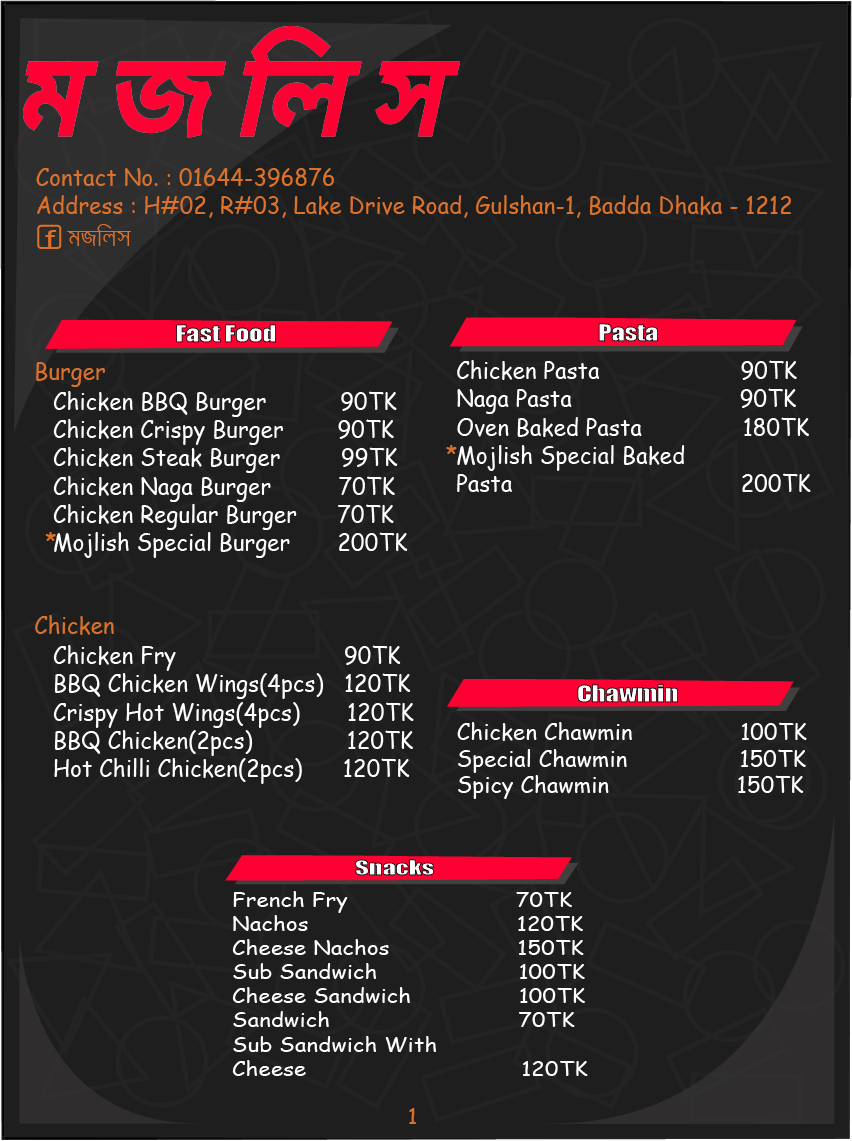 মজলিস
Contact No. : 01644-396876
Address : H#02, R#03, Lake Drive Road, Gulshan-1, Badda Dhaka - 1212
f মজলিস
Fast Food
Burger
Chicken BBQ Burger 90TK
Chicken Crispy Burger 90TK
Chicken Steak Burger 99TK
Chicken Naga Burger 70TK
Chicken Regular Burger 70TK
*Mojlish Special Burger 200TK
Chicken
Chicken Fry 90TK
BBQ Chicken Wings(4pcs) 120TK
Crispy Hot Wings(4pcs) 120TK
BBQ Chicken(2pcs) 120TK
Hot Chilli Chicken(2pcs) 120TK
Pasta
Chicken Pasta 90TK
Naga Pasta 90TK
Oven Baked Pasta 180TK
*Mojlish Special Baked
Pasta 200TK
Chawmin
Chicken Chawmin 100TK
Special Chawmin 150TK
Spicy Chawmin 150TK
Snacks
French Fry 70TK
Nachos 120TK
Cheese Nachos 150TK
Sub Sandwich 100TK
Cheese Sandwich 100TK
Sandwich 70TK
Sub Sandwich With
Cheese 120TK
1